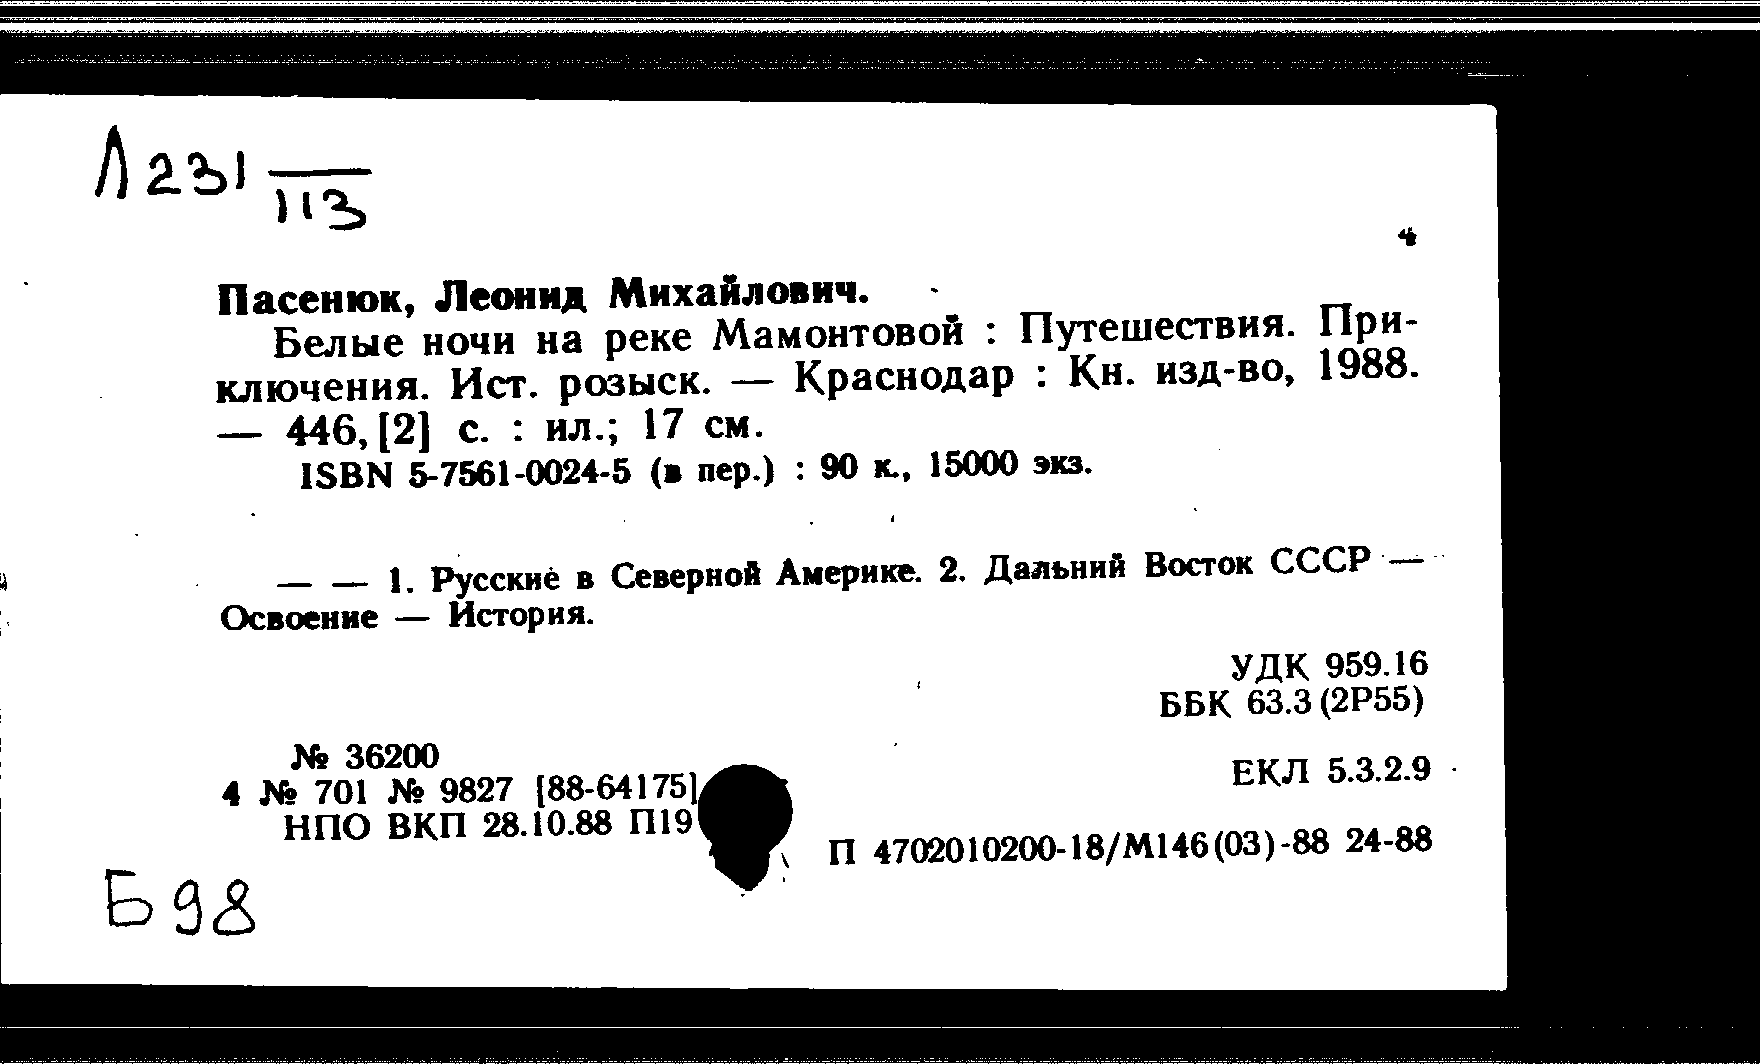 Л231 113
4
Пасенюк, Леонид Михайлович.
Белые ночи на реке Мамонтовой : Путешествия. При-
ключения. Ист. розыск. — Краснодар : Кн. изд-во, 1988.
— 446, [2] с. : ил.; 17 см.
ISBN 5-7561-0024-5 (в пер.) : 90 к., 15000 экз.
— — 1. Русские в Северной Америке. 2. Дальний Восток СССР —
Освоение — История.
УДК 959.16
ББК 63.3(2Р55)
№ 36200
ЕКЛ 5.3.2.9
4 № 701 № 9827 [88-64175]
НПО ВКП 28.10.88 П19
П 4702010200-18/М146(03)-88 24-88
Б98